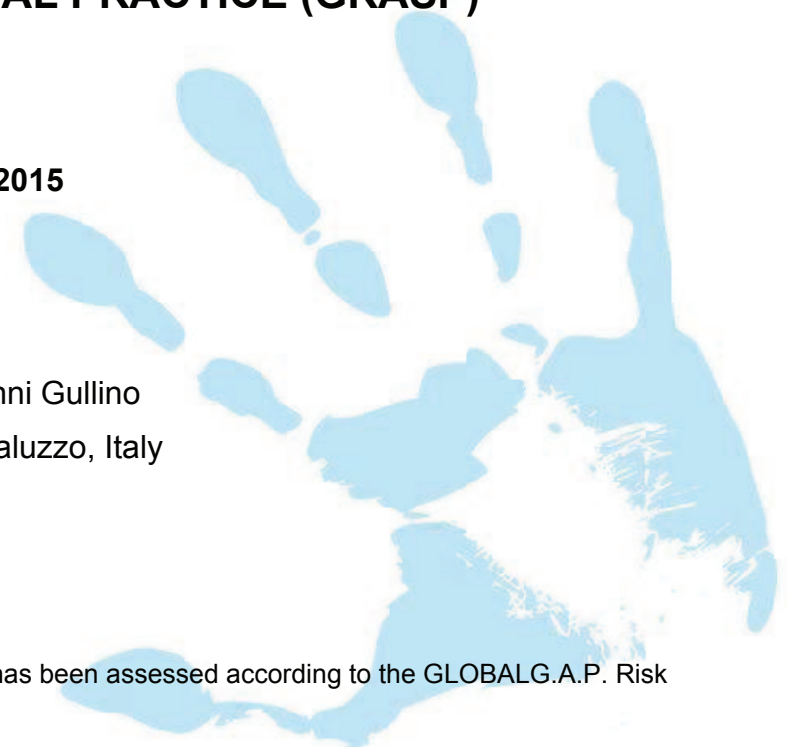 AL PRACTICE (GRASP)
2015
nni Gullino
aluzzo, Italy
has been assessed according to the GLOBALG.A.P. Risk